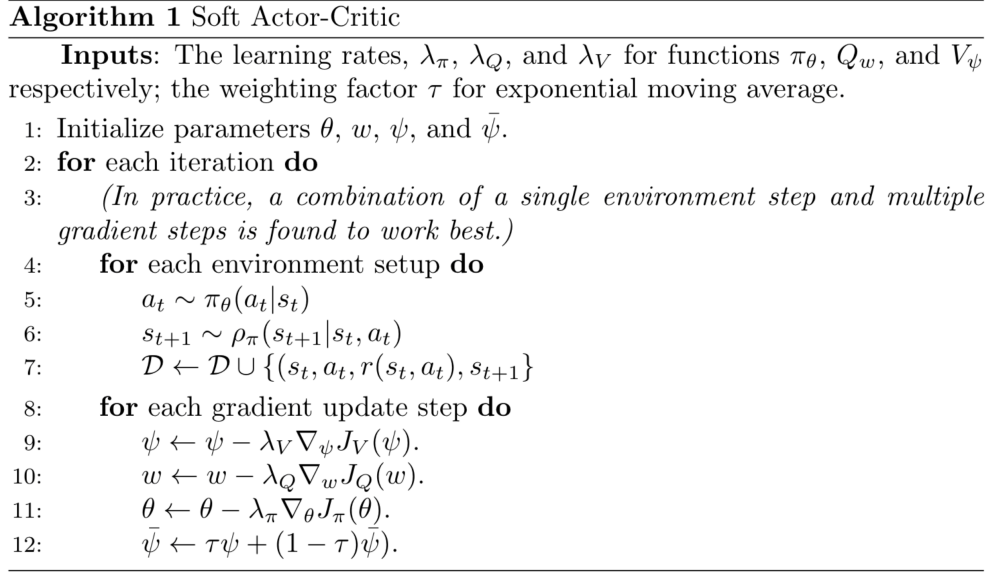 Algorithm 1 Soft Actor-Critic
Inputs: The learning rates, λ_π, λ_Q, and λ_V for functions π_θ, Q_w, and V_ψ
respectively; the weighting factor τ for exponential moving average.
1: Initialize parameters θ, w, ψ, and ψ̄.
2: for each iteration do
3: (In practice, a combination of a single environment step and multiple
gradient steps is found to work best.)
4: for each environment setup do
5: a_t ∼ π_θ(a_t|s_t)
6: s_{t+1} ∼ ρ_π(s_{t+1}|s_t, a_t)
7: 𝒟 ← 𝒟 ∪ {(s_t, a_t, r(s_t, a_t), s_{t+1}}
8: for each gradient update step do
9: ψ ← ψ − λ_V ∇_ψ J_V(ψ).
10: w ← w − λ_Q ∇_w J_Q(w).
11: θ ← θ − λ_π ∇_θ J_π(θ).
12: ψ̄ ← τψ + (1 − τ)ψ̄).